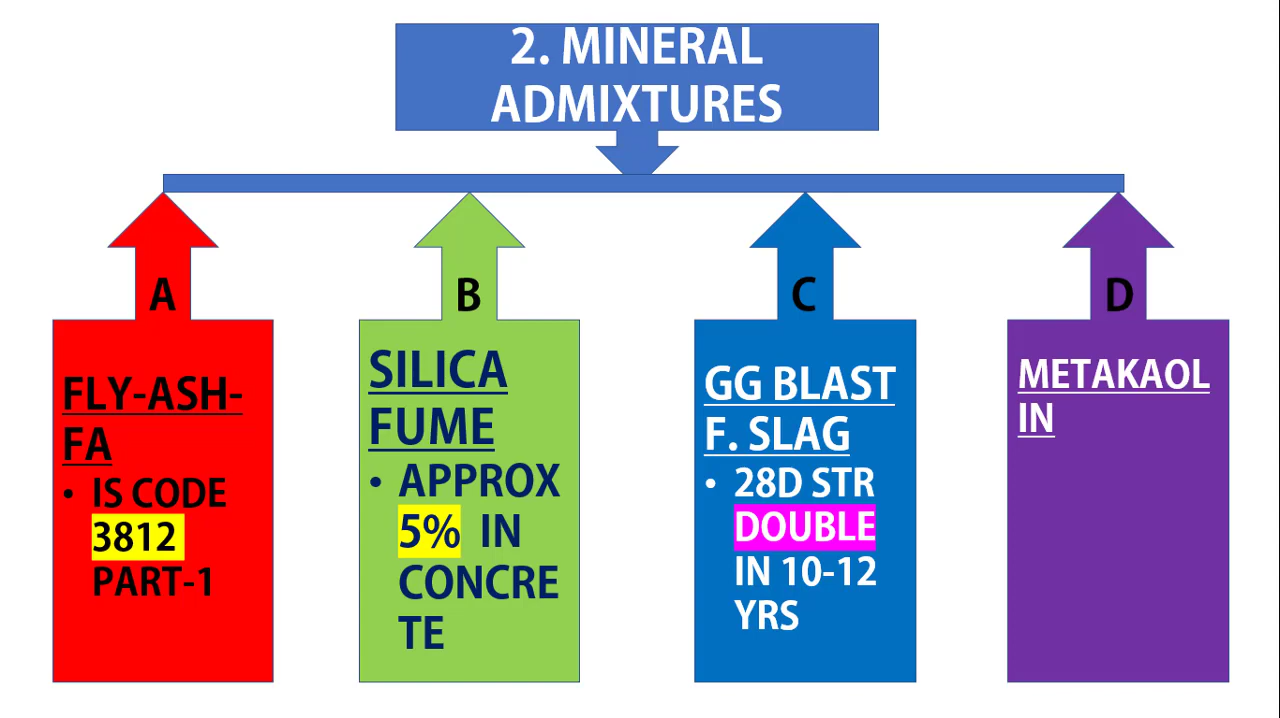 2. MINERAL
ADMIXTURES
A
FLY-ASH-
FA
• IS CODE
3812
PART-1
B
SILICA
FUME
• APPROX
5% IN
CONCRE
TE
C
GG BLAST
F. SLAG
• 28D STR
DOUBLE
IN 10-12
YRS
D
METAKAOL
IN